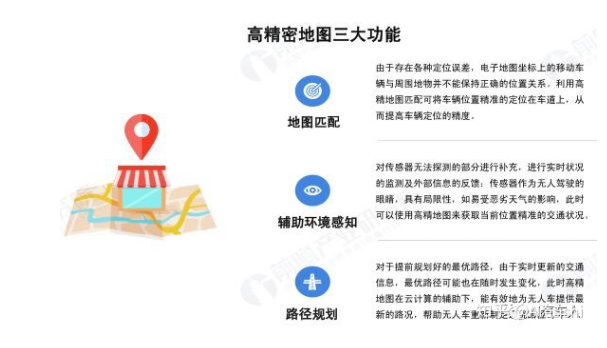 高精密地图三大功能
由于存在各种定位误差，电子地图坐标上的移动车
辆与周围地物并不能保持正确的位置关系。利用高
精地图匹配可将车辆位置精准的定位在车道上，从
而提高车辆定位的精度。
地图匹配
对传感器无法探测的部分进行补充，进行实时状况
的监测及外部信息的反馈：传感器作为无人驾驶的
眼睛，具有局限性，如易受恶劣天气的影响，此时
可以使用高精地图来获取当前位置精准的交通状况。
辅助环境感知
对于提前规划好的最优路径，由于实时更新的交通
信息，最优路径可能也在随时发生变化，此时高精
地图在云计算的辅助下，能有效地为无人车提供最
新的路况，帮助无人车重新制定
路径规划